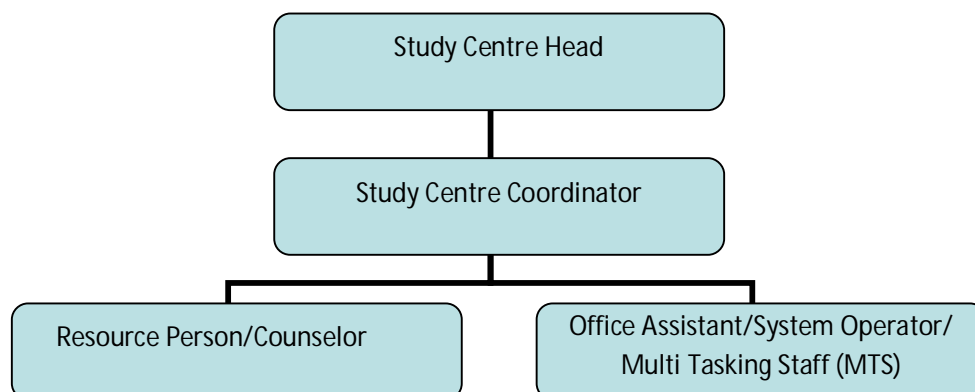 Study Centre Head
Study Centre Coordinator
Resource Person/Counselor
Office Assistant/System Operator/
Multi Tasking Staff (MTS)